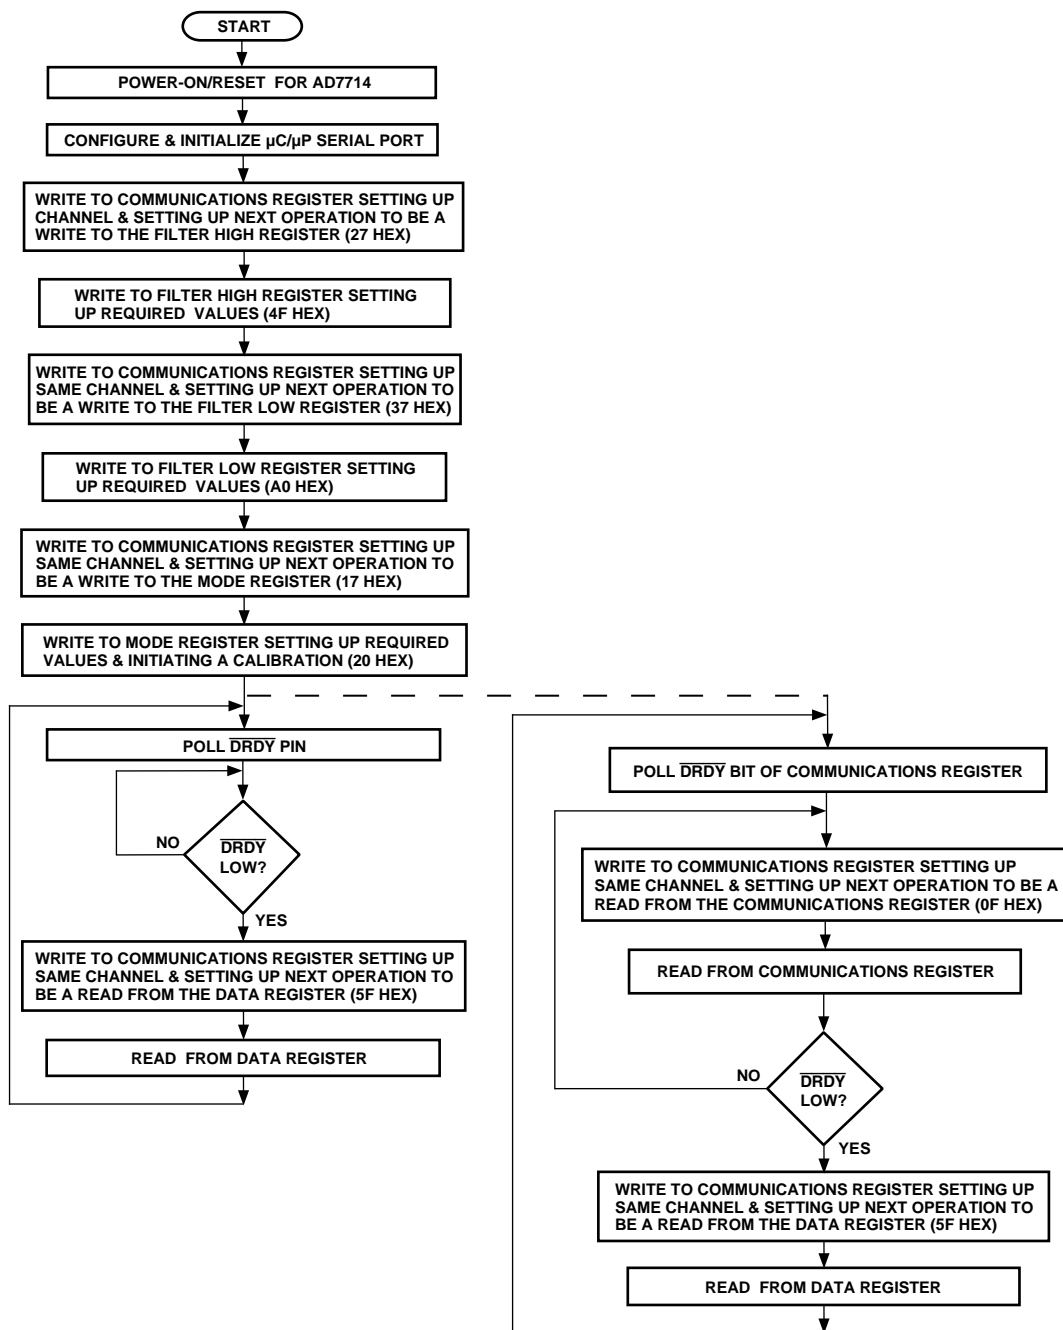 START
POWER-ON/RESET FOR AD7714
CONFIGURE & INITIALIZE µC/µP SERIAL PORT
WRITE TO COMMUNICATIONS REGISTER SETTING UP
CHANNEL & SETTING UP NEXT OPERATION TO BE A
WRITE TO THE FILTER HIGH REGISTER (27 HEX)
WRITE TO FILTER HIGH REGISTER SETTING
UP REQUIRED VALUES (4F HEX)
WRITE TO COMMUNICATIONS REGISTER SETTING UP
SAME CHANNEL & SETTING UP NEXT OPERATION TO
BE A WRITE TO THE FILTER LOW REGISTER (37 HEX)
WRITE TO FILTER LOW REGISTER SETTING
UP REQUIRED VALUES (A0 HEX)
WRITE TO COMMUNICATIONS REGISTER SETTING UP
SAME CHANNEL & SETTING UP NEXT OPERATION TO
BE A WRITE TO THE MODE REGISTER (17 HEX)
WRITE TO MODE REGISTER SETTING UP REQUIRED
VALUES & INITIATING A CALIBRATION (20 HEX)
POLL DRDY PIN
NO
DRDY
LOW?
YES
WRITE TO COMMUNICATIONS REGISTER SETTING UP
SAME CHANNEL & SETTING UP NEXT OPERATION TO
BE A READ FROM THE DATA REGISTER (5F HEX)
READ FROM DATA REGISTER
POLL DRDY BIT OF COMMUNICATIONS REGISTER
WRITE TO COMMUNICATIONS REGISTER SETTING UP
SAME CHANNEL & SETTING UP NEXT OPERATION TO BE A
READ FROM THE COMMUNICATIONS REGISTER (0F HEX)
READ FROM COMMUNICATIONS REGISTER
NO
DRDY
LOW?
YES
WRITE TO COMMUNICATIONS REGISTER SETTING UP
SAME CHANNEL & SETTING UP NEXT OPERATION TO
BE A READ FROM THE DATA REGISTER (5F HEX)
READ FROM DATA REGISTER